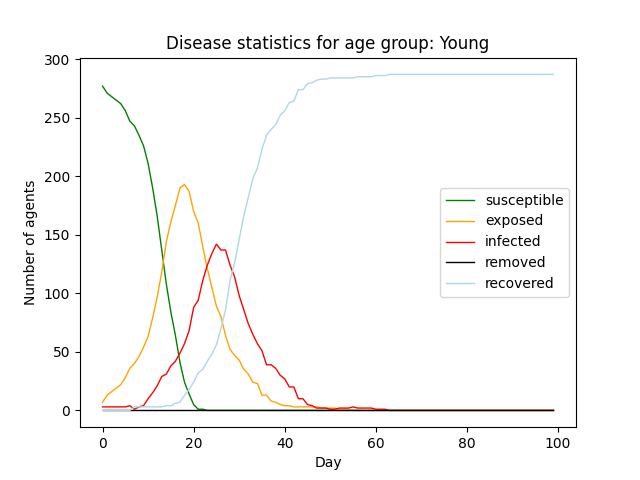 Disease statistics for age group: Young
Number of agents
300
250
200
150
100
50
0
susceptible
exposed
infected
removed
recovered
0 20 40 60 80 100
Day